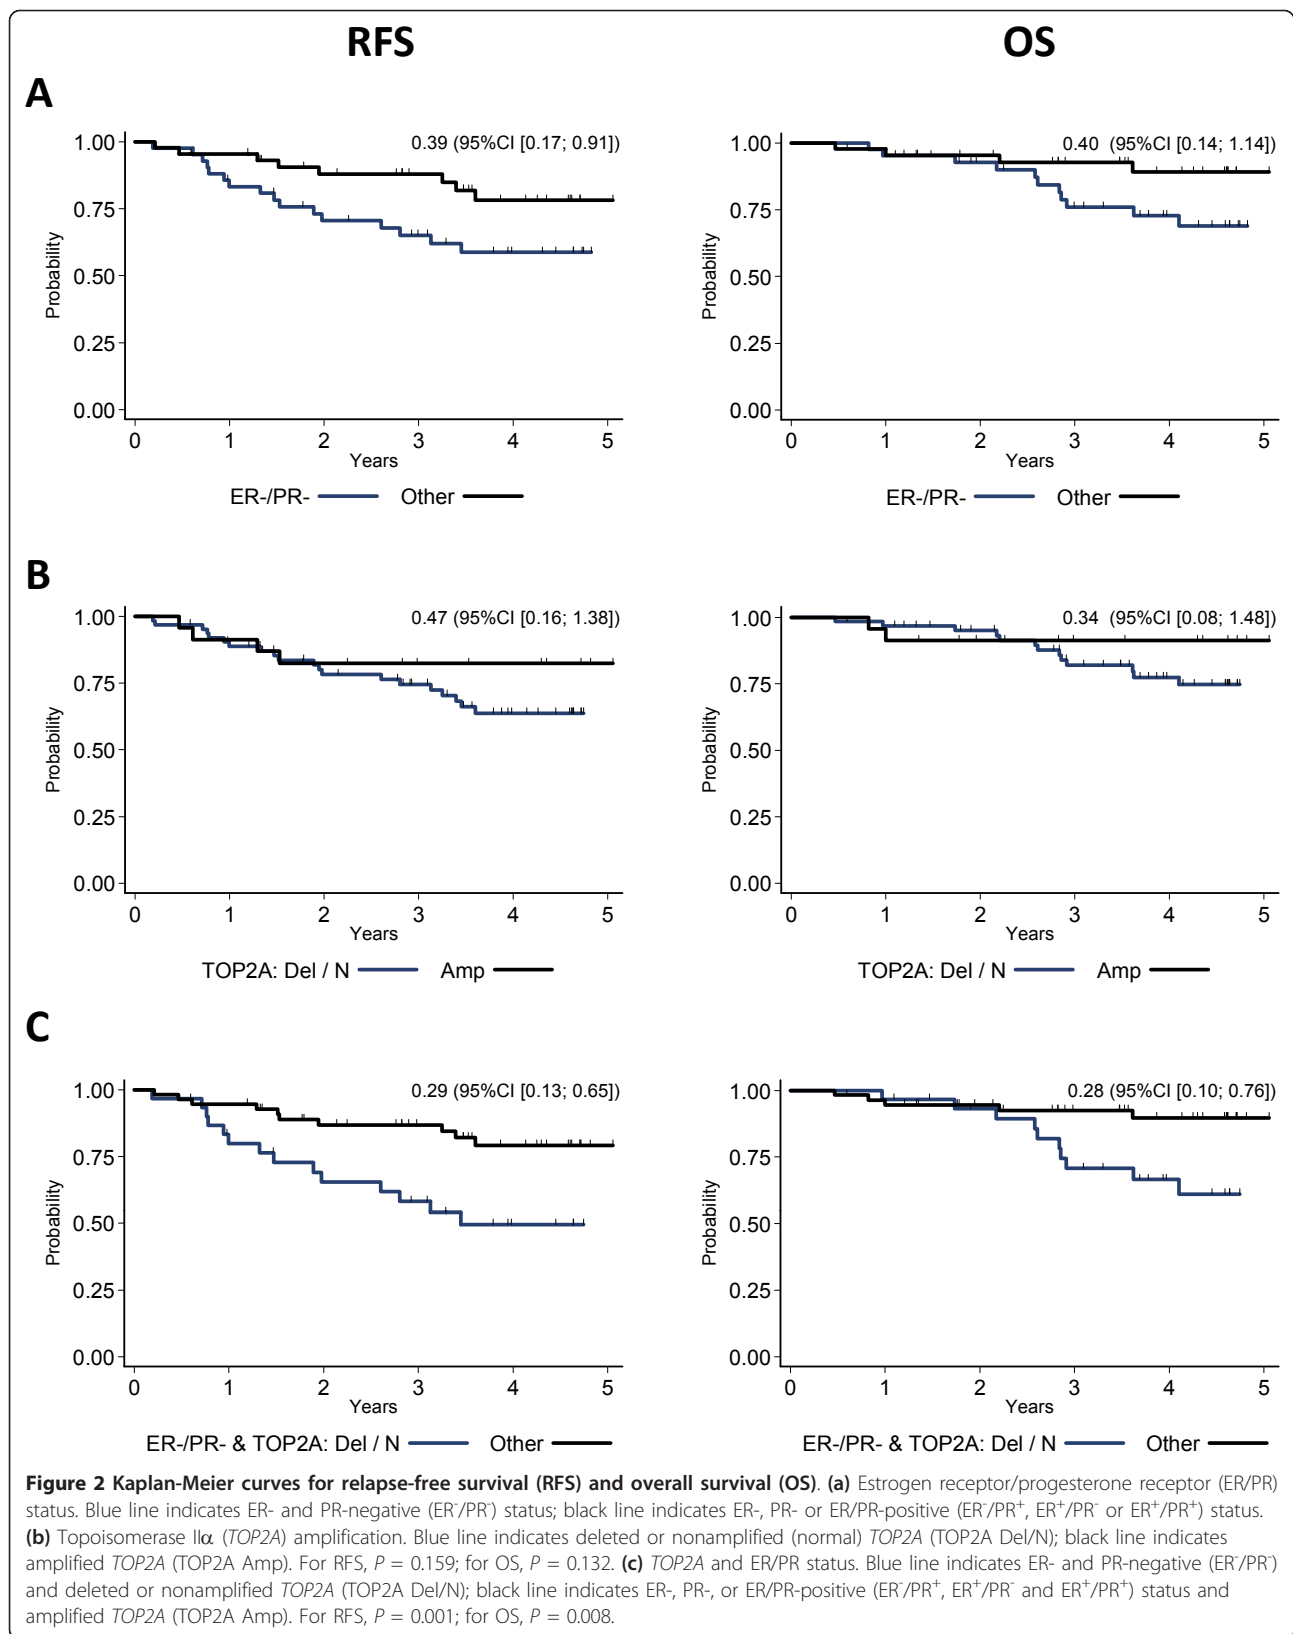 RFS
OS
A
0.39 (95%CI [0.17; 0.91])
1.00
0.75
0.50
0.25
0.00
Probability
0 1 2 3 4 5
Years
ER-/PR- Other
0.40 (95%CI [0.14; 1.14])
1.00
0.75
0.50
0.25
0.00
Probability
0 1 2 3 4 5
Years
ER-/PR- Other
B
0.47 (95%CI [0.16; 1.38])
1.00
0.75
0.50
0.25
0.00
Probability
0 1 2 3 4 5
Years
TOP2A: Del / N Amp
0.34 (95%CI [0.08; 1.48])
1.00
0.75
0.50
0.25
0.00
Probability
0 1 2 3 4 5
Years
TOP2A: Del / N Amp
C
0.29 (95%CI [0.13; 0.65])
1.00
0.75
0.50
0.25
0.00
Probability
0 1 2 3 4 5
Years
ER-/PR- & TOP2A: Del / N Other
0.28 (95%CI [0.10; 0.76])
1.00
0.75
0.50
0.25
0.00
Probability
0 1 2 3 4 5
Years
ER-/PR- & TOP2A: Del / N Other
Figure 2 Kaplan-Meier curves for relapse-free survival (RFS) and overall survival (OS). (a) Estrogen receptor/progesterone receptor (ER/PR)
status. Blue line indicates ER- and PR-negative (ER⁻/PR⁻) status; black line indicates ER-, PR- or ER/PR-positive (ER⁻/PR⁺, ER⁺/PR⁻ or ER⁺/PR⁺) status.
(b) Topoisomerase IIα (TOP2A) amplification. Blue line indicates deleted or nonamplified (normal) TOP2A (TOP2A Del/N); black line indicates
amplified TOP2A (TOP2A Amp). For RFS, P = 0.159; for OS, P = 0.132. (c) TOP2A and ER/PR status. Blue line indicates ER- and PR-negative (ER⁻/PR⁻)
and deleted or nonamplified TOP2A (TOP2A Del/N); black line indicates ER-, PR-, or ER/PR-positive (ER⁻/PR⁺, ER⁺/PR⁻ and ER⁺/PR⁺) status and
amplified TOP2A (TOP2A Amp). For RFS, P = 0.001; for OS, P = 0.008.